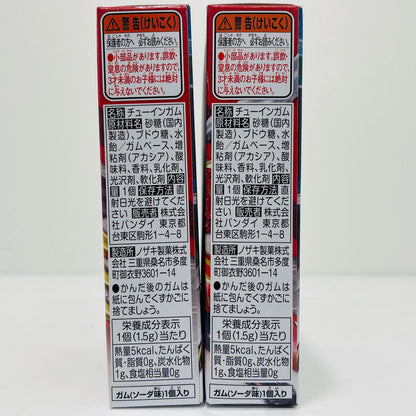 警告(けいこく)
保護者の方へ 必ずお読みください。
●小部品があります。誤飲、
窒息の危険がありますので、
3才未満のお子様には絶対
に与えないでください。
名称 チューインガム
原材料名 砂糖(国内
製造)、ブドウ糖、水
飴/ガムベース、増
粘剤(アカシア)、酸
味料、香料、乳化剤、
光沢剤、軟化剤 内容
量 1個 保存方法 直
射日光を避けてくだ
さい 販売者 株式会
社バンダイ 東京都
台東区駒形1-4-8
製造所 ノザキ製菓株式会
社 三重県桑名市多度
町御衣野3601-14
●かんだ後のガムは
紙に包んでくずかごに
捨てましょう。
栄養成分表示
1個(1.5g)当たり
熱量5kcal、たんぱく
質・脂質0g、炭水化物
1g、食塩相当量0g
ガム(ソーダ味)1個入り
警告(けいこく)
保護者の方へ 必ずお読みください。
●小部品があります。誤飲、
窒息の危険がありますので、
3才未満のお子様には絶対
に与えないでください。
名称 チューインガム
原材料名 砂糖(国内
製造)、ブドウ糖、水
飴/ガムベース、増
粘剤(アカシア)、酸
味料、香料、乳化剤、
光沢剤、軟化剤 内容
量 1個 保存方法 直
射日光を避けてくだ
さい 販売者 株式会
社バンダイ 東京都
台東区駒形1-4-8
製造所 ノザキ製菓株式会
社 三重県桑名市多度
町御衣野3601-14
●かんだ後のガムは
紙に包んでくずかごに
捨てましょう。
栄養成分表示
1個(1.5g)当たり
熱量5kcal、たんぱく
質・脂質0g、炭水化物
1g、食塩相当量0g
ガム(ソーダ味)1個入り